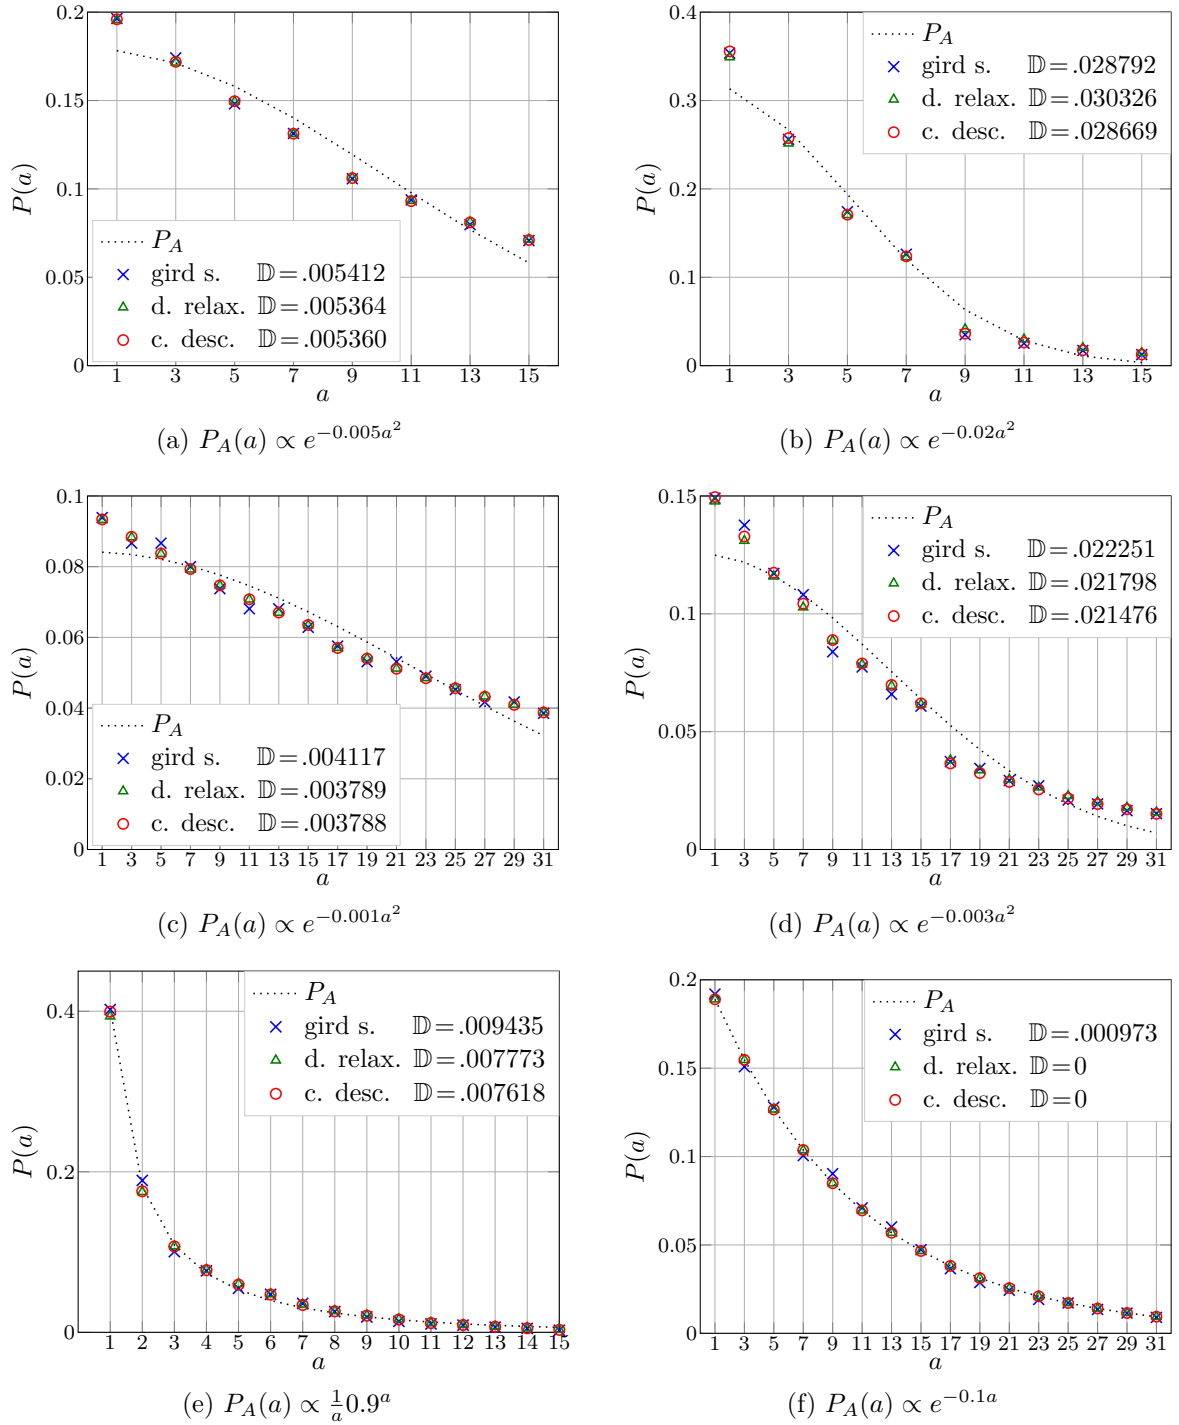 0.2
0.15
0.1
0.05
0
P(a)
P_A
gird s. 𝔻=.005412
d. relax. 𝔻=.005364
c. desc. 𝔻=.005360
1 3 5 7 9 11 13 15
a
(a) P_A(a) ∝ e^{-0.005a^2}
0.4
0.3
0.2
0.1
0
P(a)
P_A
gird s. 𝔻=.028792
d. relax. 𝔻=.030326
c. desc. 𝔻=.028669
1 3 5 7 9 11 13 15
a
(b) P_A(a) ∝ e^{-0.02a^2}
0.1
0.08
0.06
0.04
0.02
0
P(a)
P_A
gird s. 𝔻=.004117
d. relax. 𝔻=.003789
c. desc. 𝔻=.003788
1 3 5 7 9 11 13 15 17 19 21 23 25 27 29 31
a
(c) P_A(a) ∝ e^{-0.001a^2}
0.15
0.1
0.05
0
P(a)
P_A
gird s. 𝔻=.022251
d. relax. 𝔻=.021798
c. desc. 𝔻=.021476
1 3 5 7 9 11 13 15 17 19 21 23 25 27 29 31
a
(d) P_A(a) ∝ e^{-0.003a^2}
0.4
0.2
0
P(a)
P_A
gird s. 𝔻=.009435
d. relax. 𝔻=.007773
c. desc. 𝔻=.007618
1 2 3 4 5 6 7 8 9 10 11 12 13 14 15
a
(e) P_A(a) ∝ \frac{1}{a}0.9^a
0.2
0.15
0.1
0.05
0
P(a)
P_A
gird s. 𝔻=.000973
d. relax. 𝔻=0
c. desc. 𝔻=0
1 3 5 7 9 11 13 15 17 19 21 23 25 27 29 31
a
(f) P_A(a) ∝ e^{-0.1a}